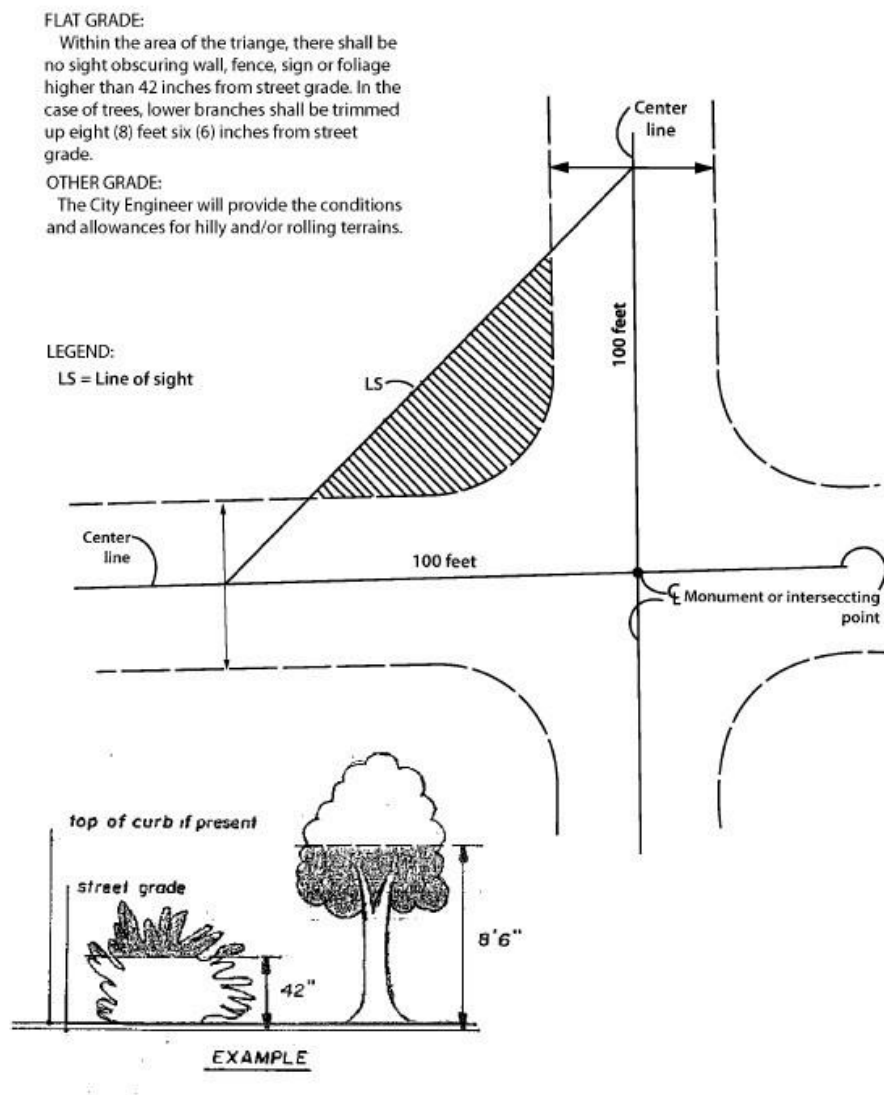 FLAT GRADE:
Within the area of the triange, there shall be
no sight obscuring wall, fence, sign or foliage
higher than 42 inches from street grade. In the
case of trees, lower branches shall be trimmed
up eight (8) feet six (6) inches from street
grade.
OTHER GRADE:
The City Engineer will provide the conditions
and allowances for hilly and/or rolling terrains.
LEGEND:
LS = Line of sight
Center
line
100 feet
LS
Center
line
100 feet
℄ Monument or interseccting
point
top of curb if present
street grade
42"
8'6"
EXAMPLE